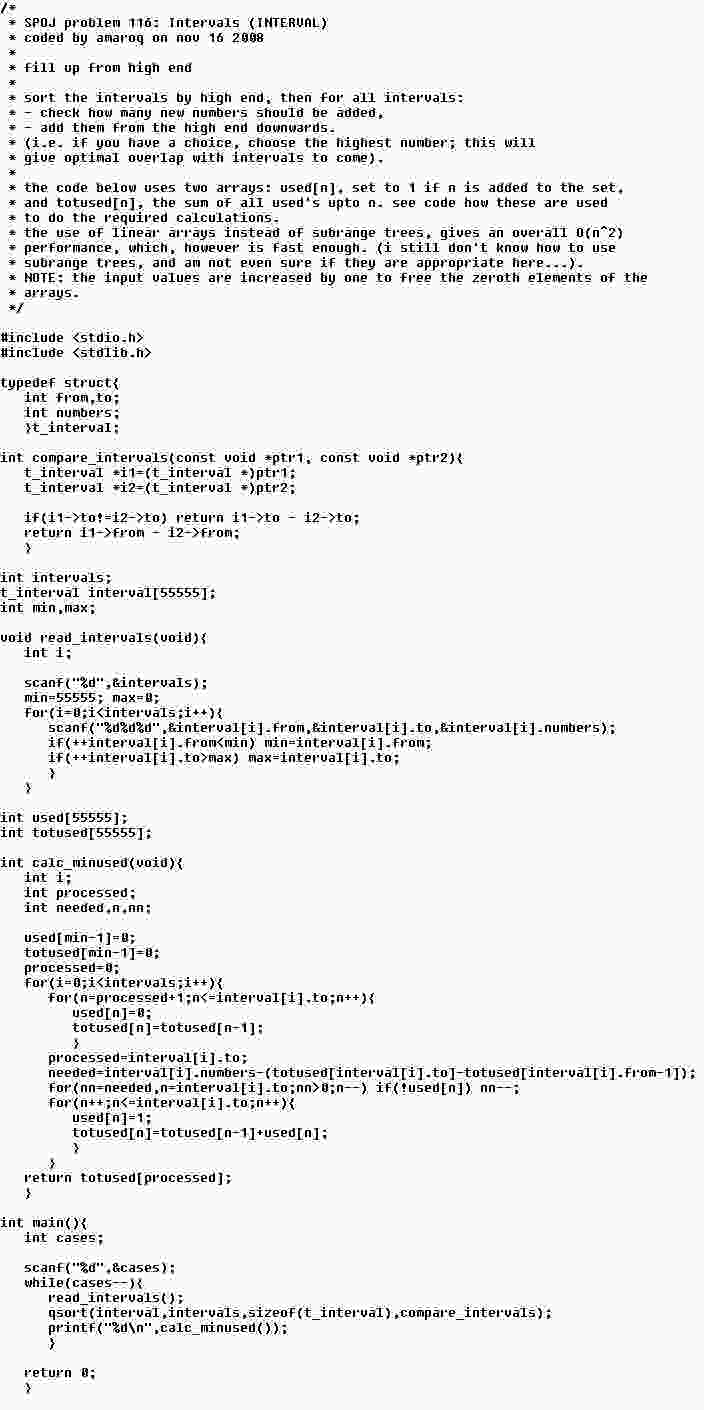 /*
 * SPOJ problem 116: Intervals (INTERVAL)
 * coded by amaroq on nov 16 2008
 *
 * fill up from high end
 *
 * sort the intervals by high end, then for all intervals:
 * - check how many new numbers should be added,
 * - add them from the high end downwards.
 * (i.e. if you have a choice, choose the highest number; this will
 * give optimal overlap with intervals to come).
 *
 * the code below uses two arrays: used[n], set to 1 if n is added to the set,
 * and totused[n], the sum of all used's upto n. see code how these are used
 * to do the required calculations.
 * the use of linear arrays instead of subrange trees, gives an overall O(n^2)
 * performance, which, however is fast enough. (i still don't know how to use
 * subrange trees, and am not even sure if they are appropriate here...).
 * NOTE: the input values are increased by one to free the zeroth elements of the
 * arrays.
 */

#include <stdio.h>
#include <stdlib.h>

typedef struct{
   int from,to;
   int numbers;
   }t_interval;

int compare_intervals(const void *ptr1, const void *ptr2){
   t_interval *i1=(t_interval *)ptr1;
   t_interval *i2=(t_interval *)ptr2;

   if(i1->to!=i2->to) return i1->to - i2->to;
   return i1->from - i2->from;
   }

int intervals;
t_interval interval[55555];
int min,max;

void read_intervals(void){
   int i;

   scanf("%d",&intervals);
   min=55555; max=0;
   for(i=0;i<intervals;i++){
      scanf("%d%d%d",&interval[i].from,&interval[i].to,&interval[i].numbers);
      if(++interval[i].from<min) min=interval[i].from;
      if(++interval[i].to>max) max=interval[i].to;
      }
   }

int used[55555];
int totused[55555];

int calc_minused(void){
   int i;
   int processed;
   int needed,n,nn;

   used[min-1]=0;
   totused[min-1]=0;
   processed=0;
   for(i=0;i<intervals;i++){
      for(n=processed+1;n<=interval[i].to;n++){
         used[n]=0;
         totused[n]=totused[n-1];
         }
      processed=interval[i].to;
      needed=interval[i].numbers-(totused[interval[i].to]-totused[interval[i].from-1]);
      for(nn=needed,n=interval[i].to;nn>0;n--) if(!used[n]) nn--;
      for(n++;n<=interval[i].to;n++){
         used[n]=1;
         totused[n]=totused[n-1]+used[n];
         }
      }
   return totused[processed];
   }

int main(){
   int cases;

   scanf("%d",&cases);
   while(cases--){
      read_intervals();
      qsort(interval,intervals,sizeof(t_interval),compare_intervals);
      printf("%d\n",calc_minused());
      }

   return 0;
   }